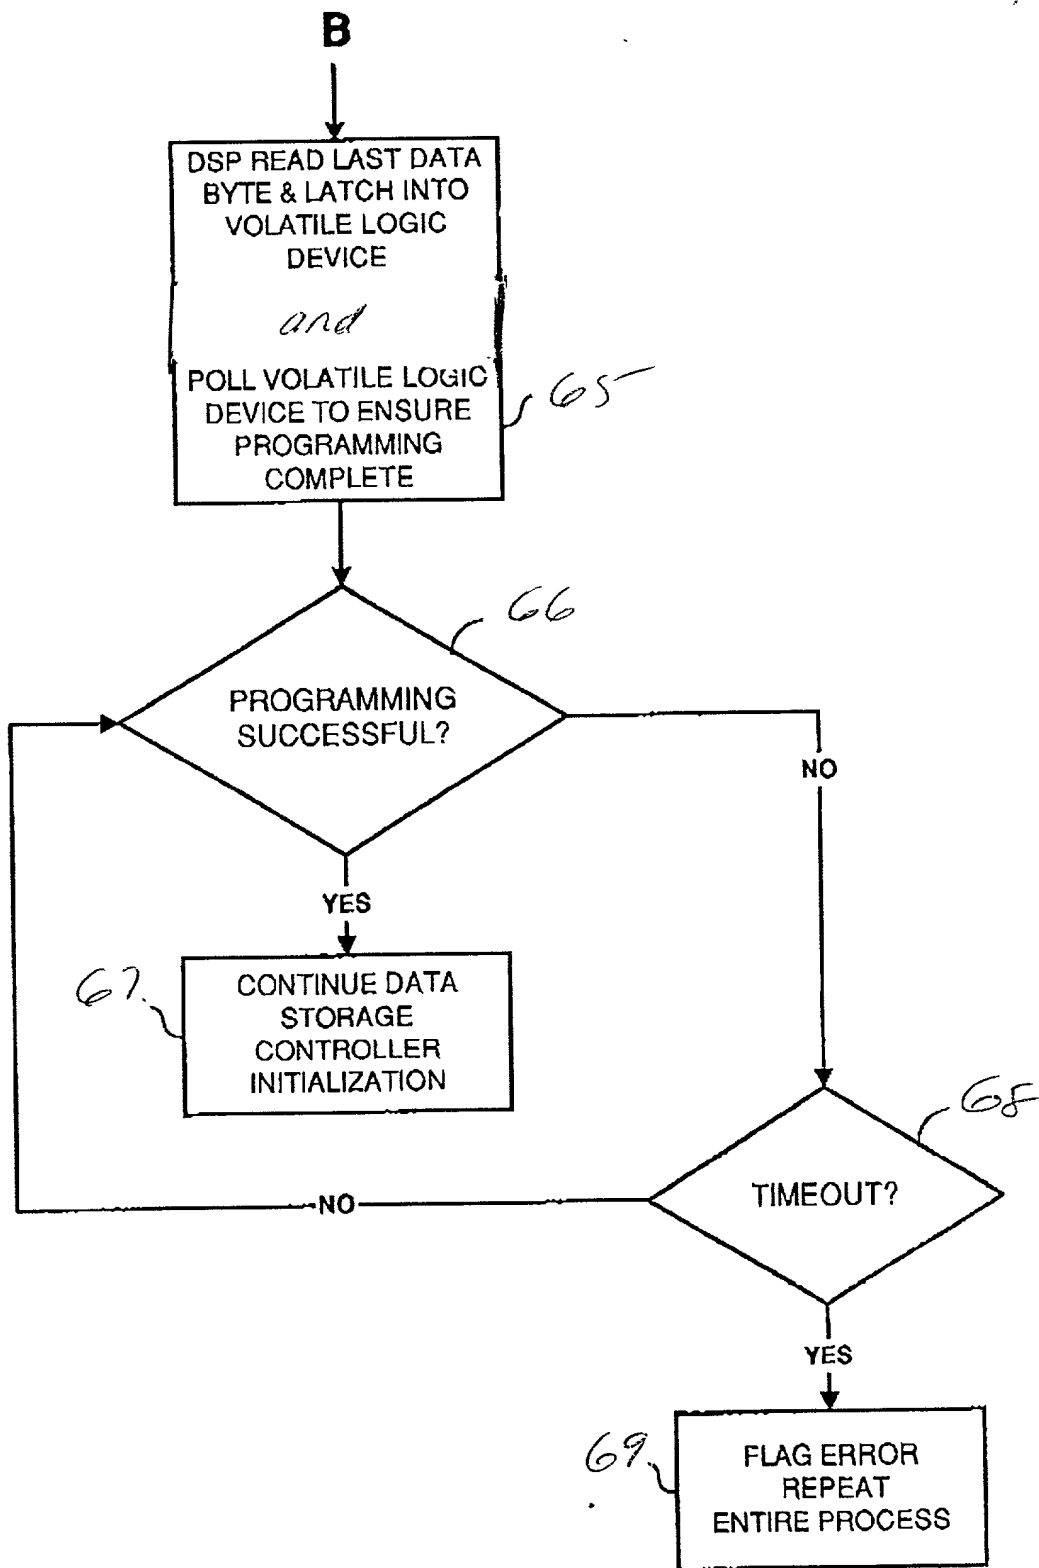 B
DSP READ LAST DATA
BYTE & LATCH INTO
VOLATILE LOGIC
DEVICE
and
POLL VOLATILE LOGIC
DEVICE TO ENSURE
PROGRAMMING
COMPLETE
65
66
PROGRAMMING
SUCCESSFUL?
NO
YES
67
CONTINUE DATA
STORAGE
CONTROLLER
INITIALIZATION
68
TIMEOUT?
NO
YES
69
FLAG ERROR
REPEAT
ENTIRE PROCESS